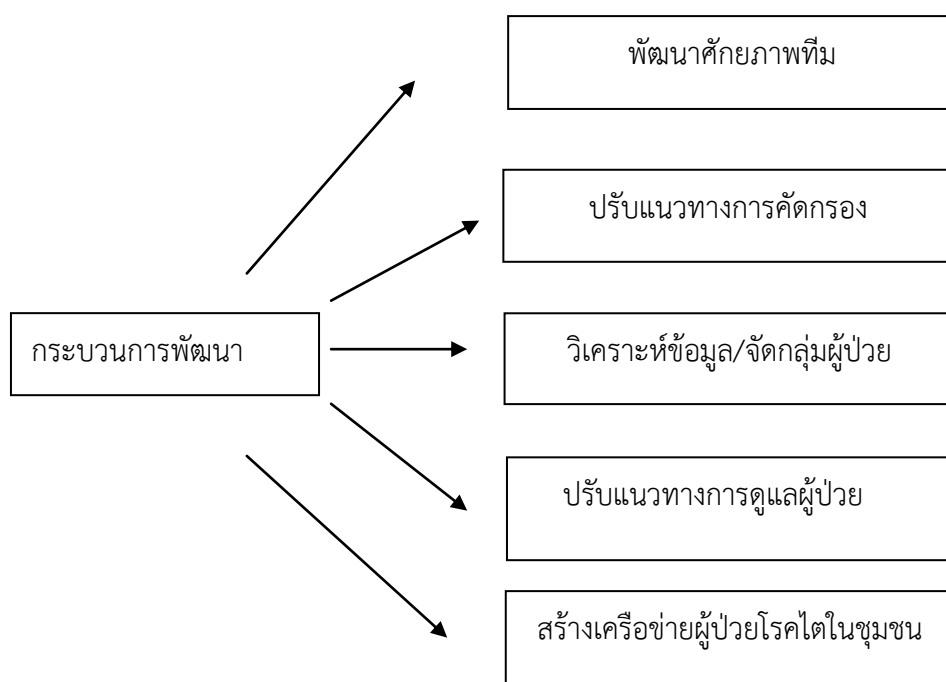 พัฒนาศักยภาพทีม
ปรับแนวทางการคัดกรอง
กระบวนการพัฒนา
วิเคราะห์ข้อมูล/จัดกลุ่มผู้ป่วย
ปรับแนวทางการดูแลผู้ป่วย
สร้างเครือข่ายผู้ป่วยโรคไตในชุมชน